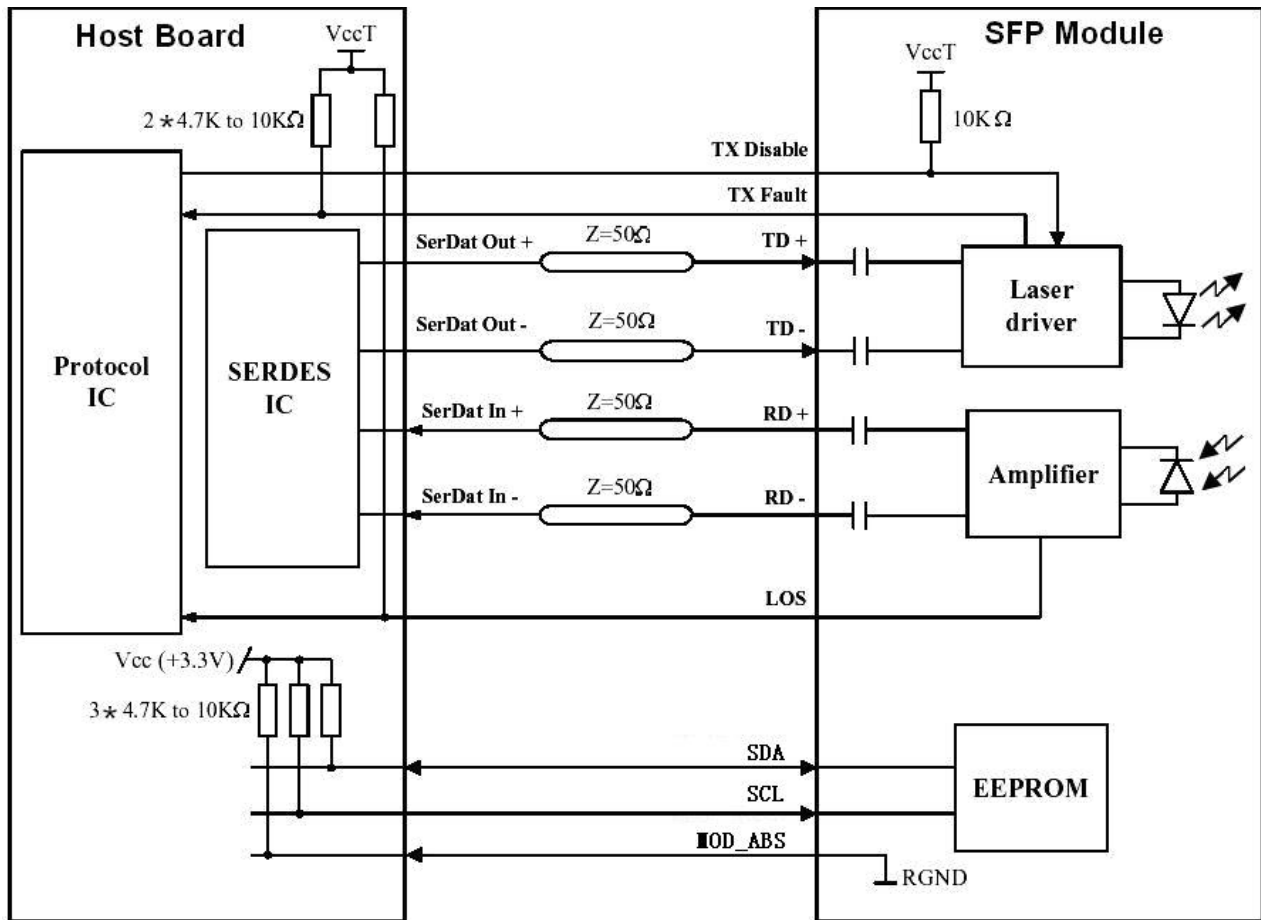 Host Board
SFP Module
VccT
VccT
2*4.7K to 10KΩ
10KΩ
TX Disable
TX Fault
SerDat Out +
Z=50Ω
TD +
SerDat Out -
Z=50Ω
TD -
Laser
driver
Protocol
IC
SERDES
IC
SerDat In +
Z=50Ω
RD +
Amplifier
SerDat In -
Z=50Ω
RD -
LOS
Vcc (+3.3V)
3*4.7K to 10KΩ
SDA
SCL
EEPROM
MOD_ABS
RGND